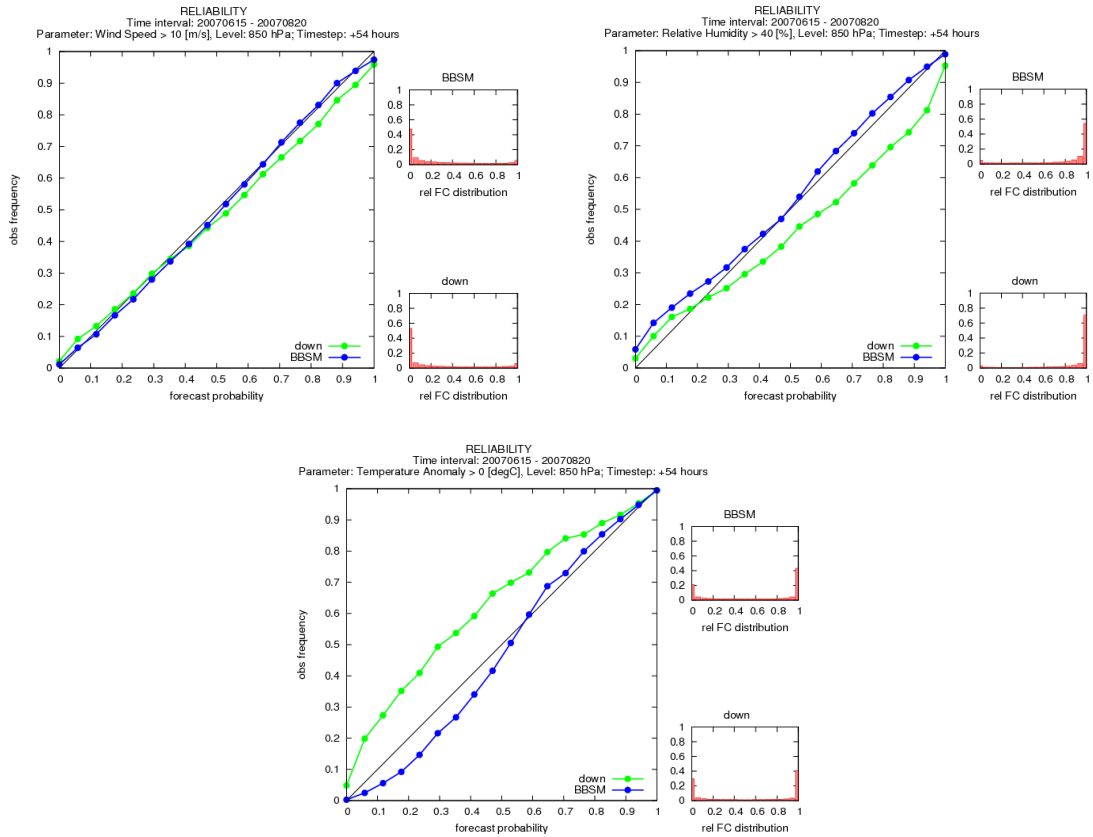 RELIABILITY
Time interval: 20070615 - 20070820
Parameter: Wind Speed > 10 [m/s], Level: 850 hPa; Timestep: +54 hours
1
0.9
0.8
0.7
0.6
0.5
0.4
0.3
0.2
0.1
0
obs frequency
down
BBSM
0 0.1 0.2 0.3 0.4 0.5 0.6 0.7 0.8 0.9 1
forecast probability
BBSM
1
0.8
0.6
0.4
0.2
0
0 0.2 0.4 0.6 0.8 1
rel FC distribution
down
1
0.8
0.6
0.4
0.2
0
0 0.2 0.4 0.6 0.8 1
rel FC distribution
RELIABILITY
Time interval: 20070615 - 20070820
Parameter: Relative Humidity > 40 [%], Level: 850 hPa; Timestep: +54 hours
1
0.9
0.8
0.7
0.6
0.5
0.4
0.3
0.2
0.1
0
obs frequency
down
BBSM
0 0.1 0.2 0.3 0.4 0.5 0.6 0.7 0.8 0.9 1
forecast probability
BBSM
1
0.8
0.6
0.4
0.2
0
0 0.2 0.4 0.6 0.8 1
rel FC distribution
down
1
0.8
0.6
0.4
0.2
0
0 0.2 0.4 0.6 0.8 1
rel FC distribution
RELIABILITY
Time interval: 20070615 - 20070820
Parameter: Temperature Anomaly > 0 [degC], Level: 850 hPa; Timestep: +54 hours
1
0.9
0.8
0.7
0.6
0.5
0.4
0.3
0.2
0.1
0
obs frequency
down
BBSM
0 0.1 0.2 0.3 0.4 0.5 0.6 0.7 0.8 0.9 1
forecast probability
BBSM
1
0.8
0.6
0.4
0.2
0
0 0.2 0.4 0.6 0.8 1
rel FC distribution
down
1
0.8
0.6
0.4
0.2
0
0 0.2 0.4 0.6 0.8 1
rel FC distribution